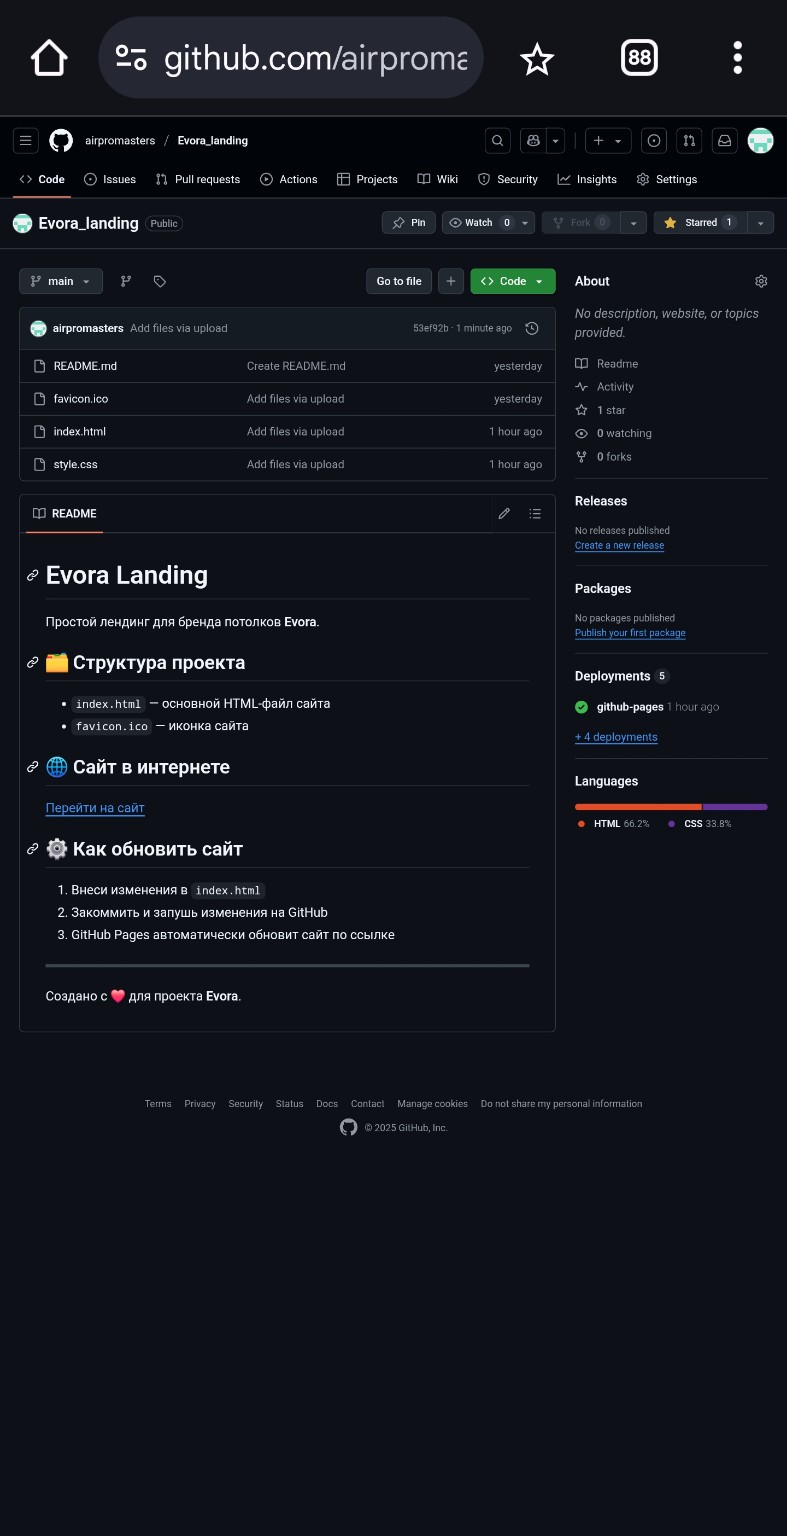 github.com/airproma
88
airpromasters / Evora_landing
Code Issues Pull requests Actions Projects Wiki Security Insights Settings
Evora_landing Public Pin Watch 0 Fork 0 Starred 1
main Go to file Code
airpromasters Add files via upload 53ef92b · 1 minute ago
README.md Create README.md yesterday
favicon.ico Add files via upload yesterday
index.html Add files via upload 1 hour ago
style.css Add files via upload 1 hour ago
README
Evora Landing
Простой лендинг для бренда потолков Evora.
🗂️ Структура проекта
• index.html — основной HTML-файл сайта
• favicon.ico — иконка сайта
🌐 Сайт в интернете
Перейти на сайт
⚙️ Как обновить сайт
1. Внеси изменения в index.html
2. Закоммить и запушь изменения на GitHub
3. GitHub Pages автоматически обновит сайт по ссылке
Создано с ❤️ для проекта Evora.
About
No description, website, or topics
provided.
Readme
Activity
1 star
0 watching
0 forks
Releases
No releases published
Create a new release
Packages
No packages published
Publish your first package
Deployments 5
github-pages 1 hour ago
+ 4 deployments
Languages
HTML 66.2% CSS 33.8%
Terms Privacy Security Status Docs Contact Manage cookies Do not share my personal information
© 2025 GitHub, Inc.